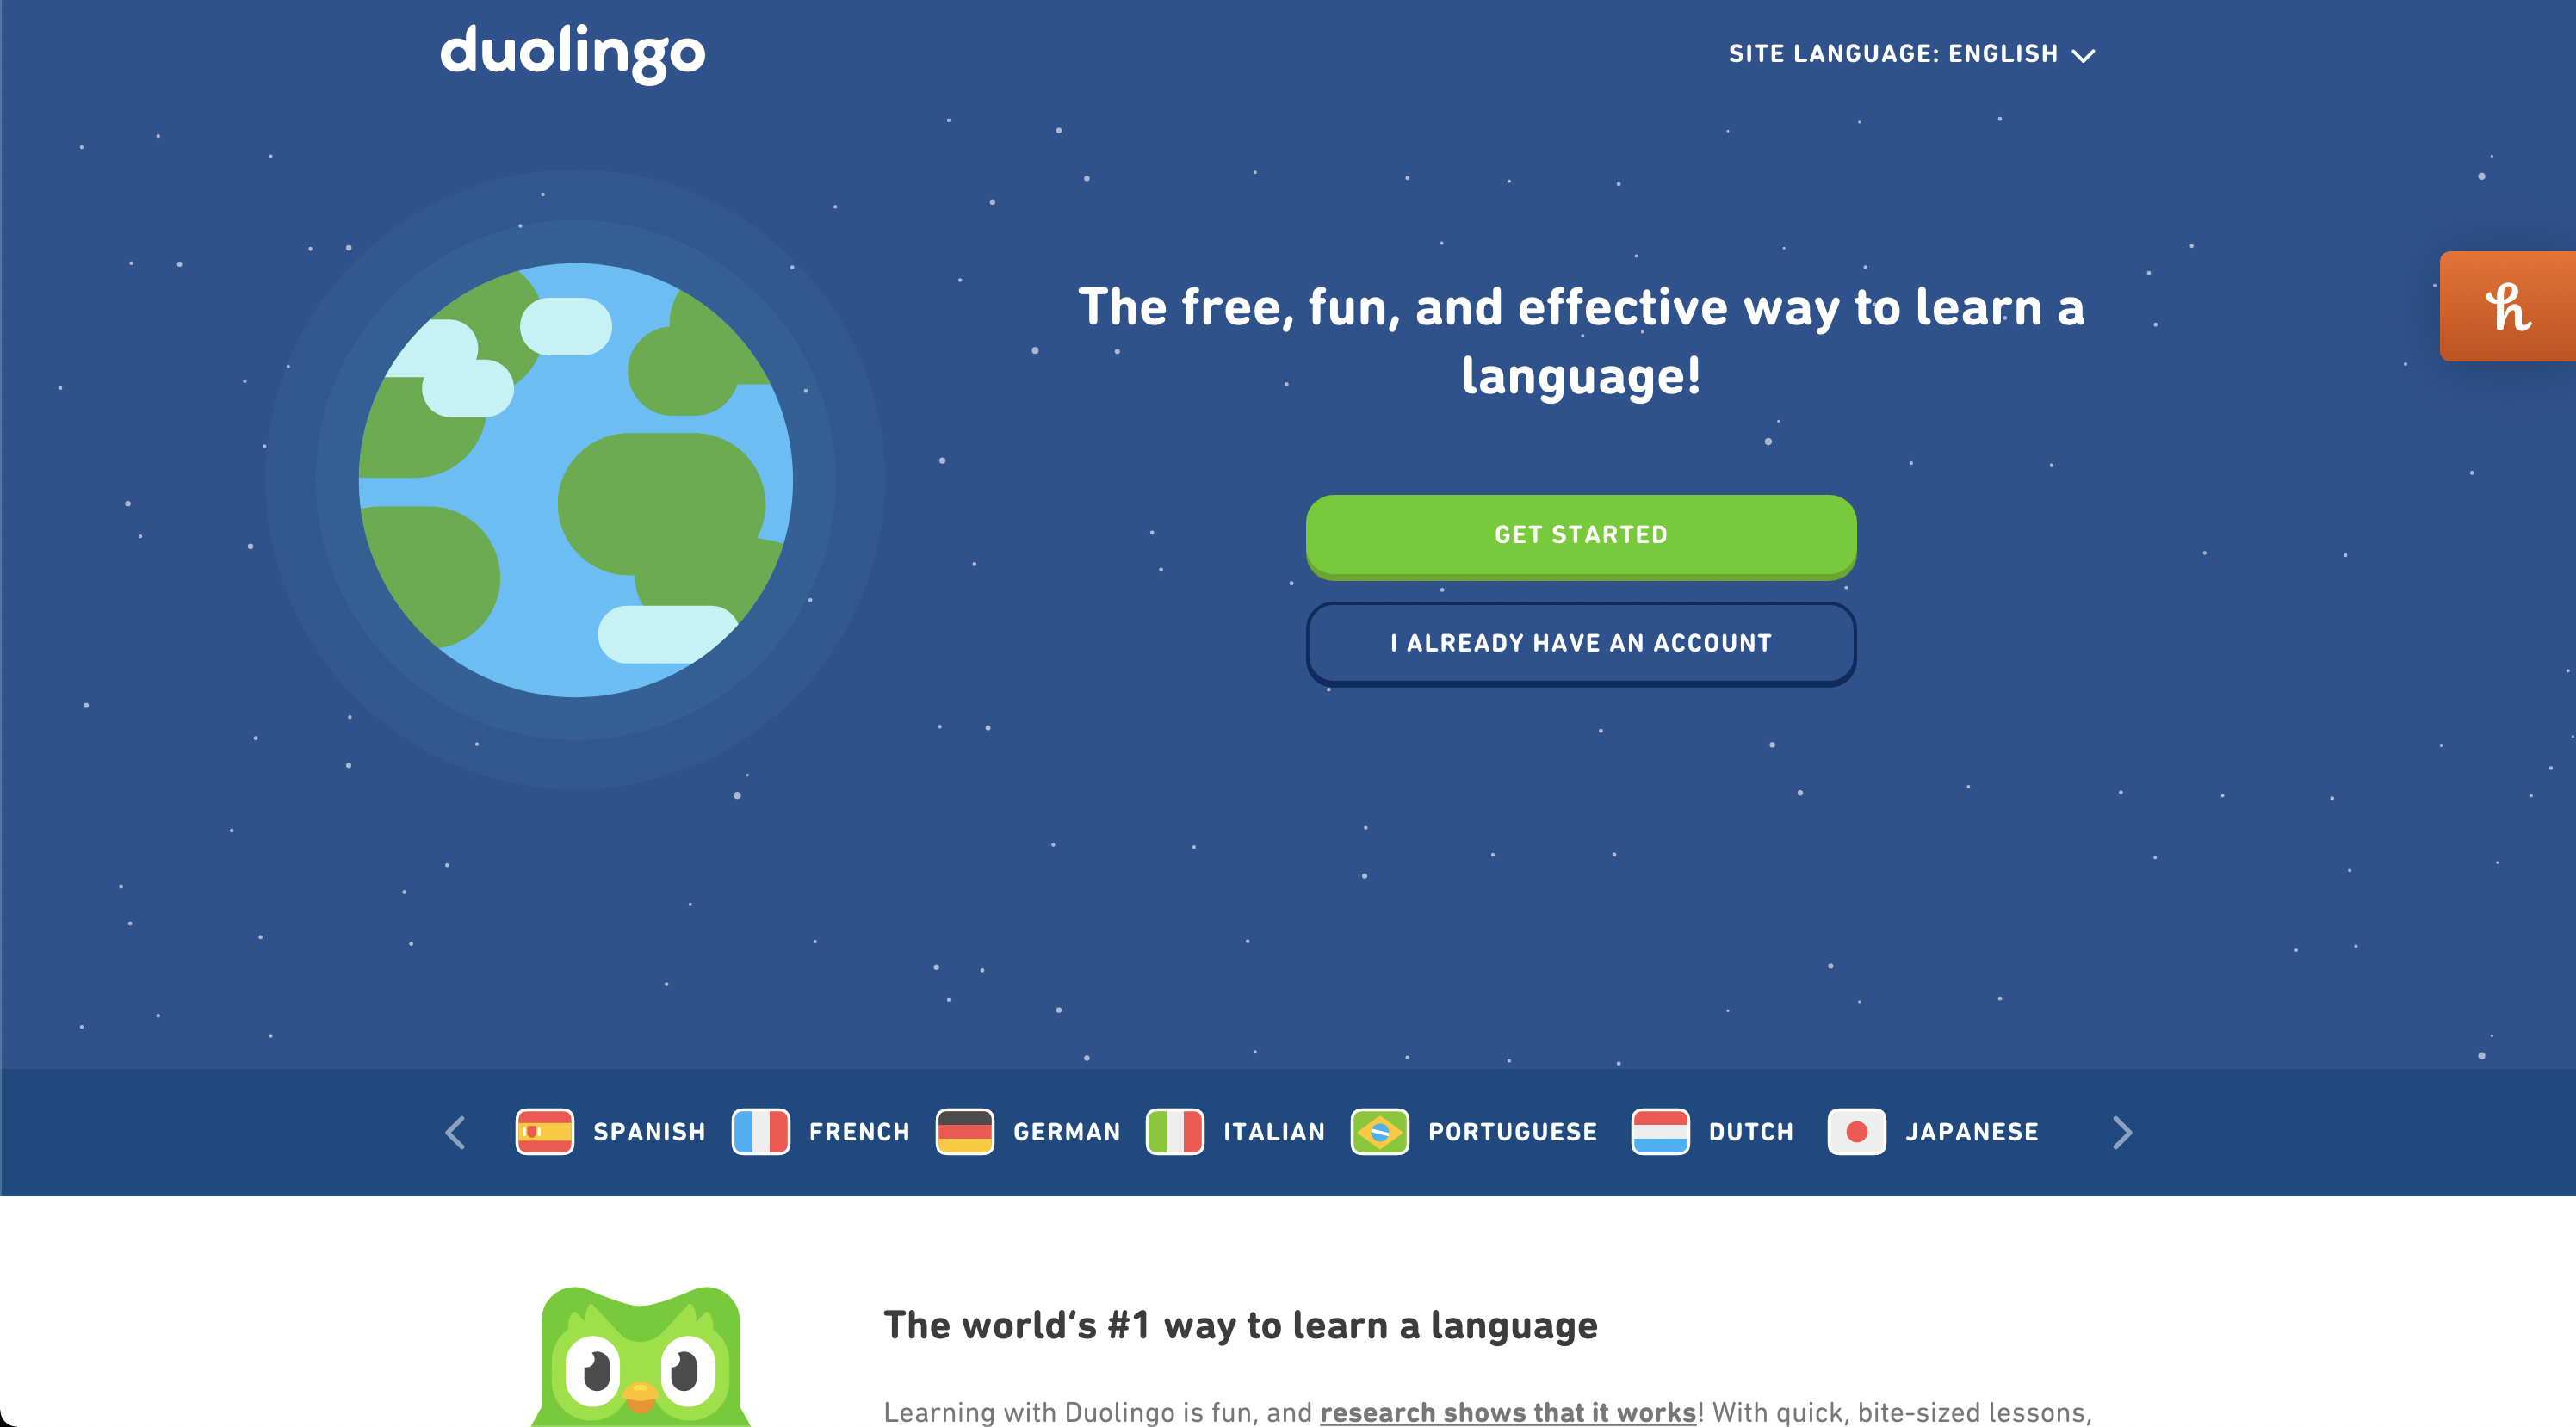 duolingo
SITE LANGUAGE: ENGLISH
The free, fun, and effective way to learn a
language!
h
GET STARTED
I ALREADY HAVE AN ACCOUNT
SPANISH FRENCH GERMAN ITALIAN PORTUGUESE DUTCH JAPANESE
The world's #1 way to learn a language
Learning with Duolingo is fun, and research shows that it works! With quick, bite-sized lessons,